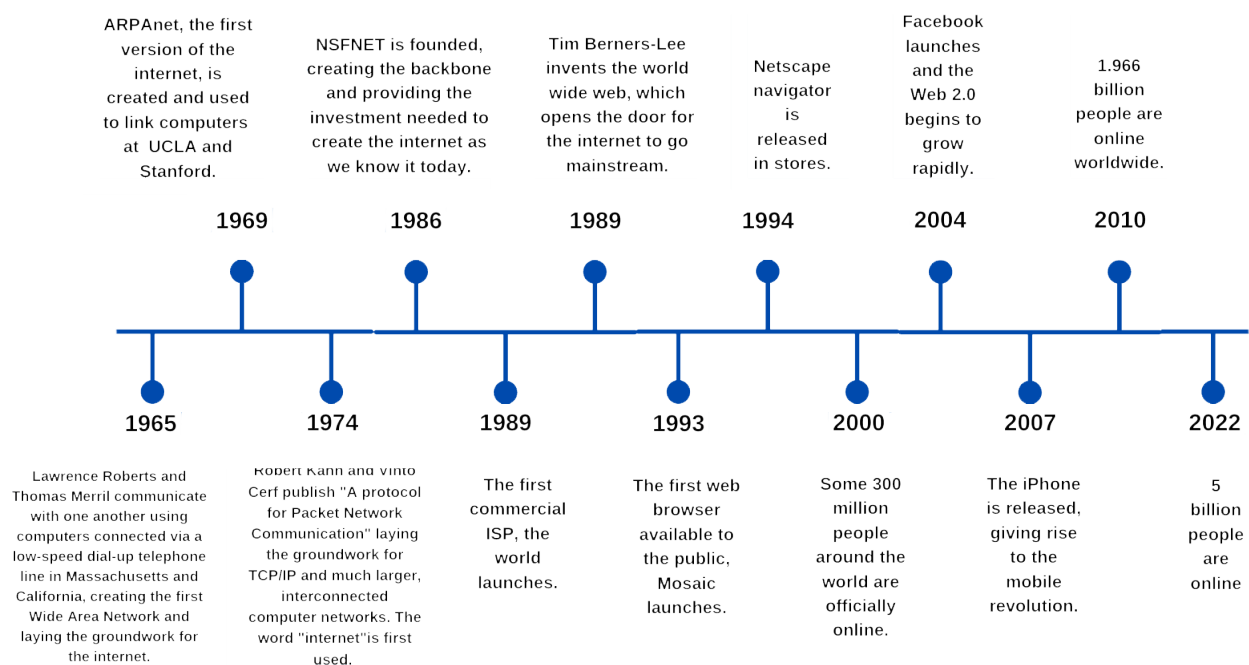 ARPAnet, the first
version of the
internet, is
created and used
to link computers
at UCLA and
Stanford.
1969
NSFNET is founded,
creating the backbone
and providing the
investment needed to
create the internet as
we know it today.
1986
Tim Berners-Lee
invents the world
wide web, which
opens the door for
the internet to go
mainstream.
1989
Netscape
navigator
is
released
in stores.
1994
Facebook
launches
and the
Web 2.0
begins to
grow
rapidly.
2004
1.966
billion
people are
online
worldwide.
2010
1965
Lawrence Roberts and
Thomas Merril communicate
with one another using
computers connected via a
low-speed dial-up telephone
line in Massachusetts and
California, creating the first
Wide Area Network and
laying the groundwork for
the internet.
1974
Robert Kahn and Vinto
Cerf publish "A protocol
for Packet Network
Communication" laying
the groundwork for
TCP/IP and much larger,
interconnected
computer networks. The
word "internet"is first
used.
1989
The first
commercial
ISP, the
world
launches.
1993
The first web
browser
available to
the public,
Mosaic
launches.
2000
Some 300
million
people
around the
world are
officially
online.
2007
The iPhone
is released,
giving rise
to the
mobile
revolution.
2022
5
billion
people
are
online